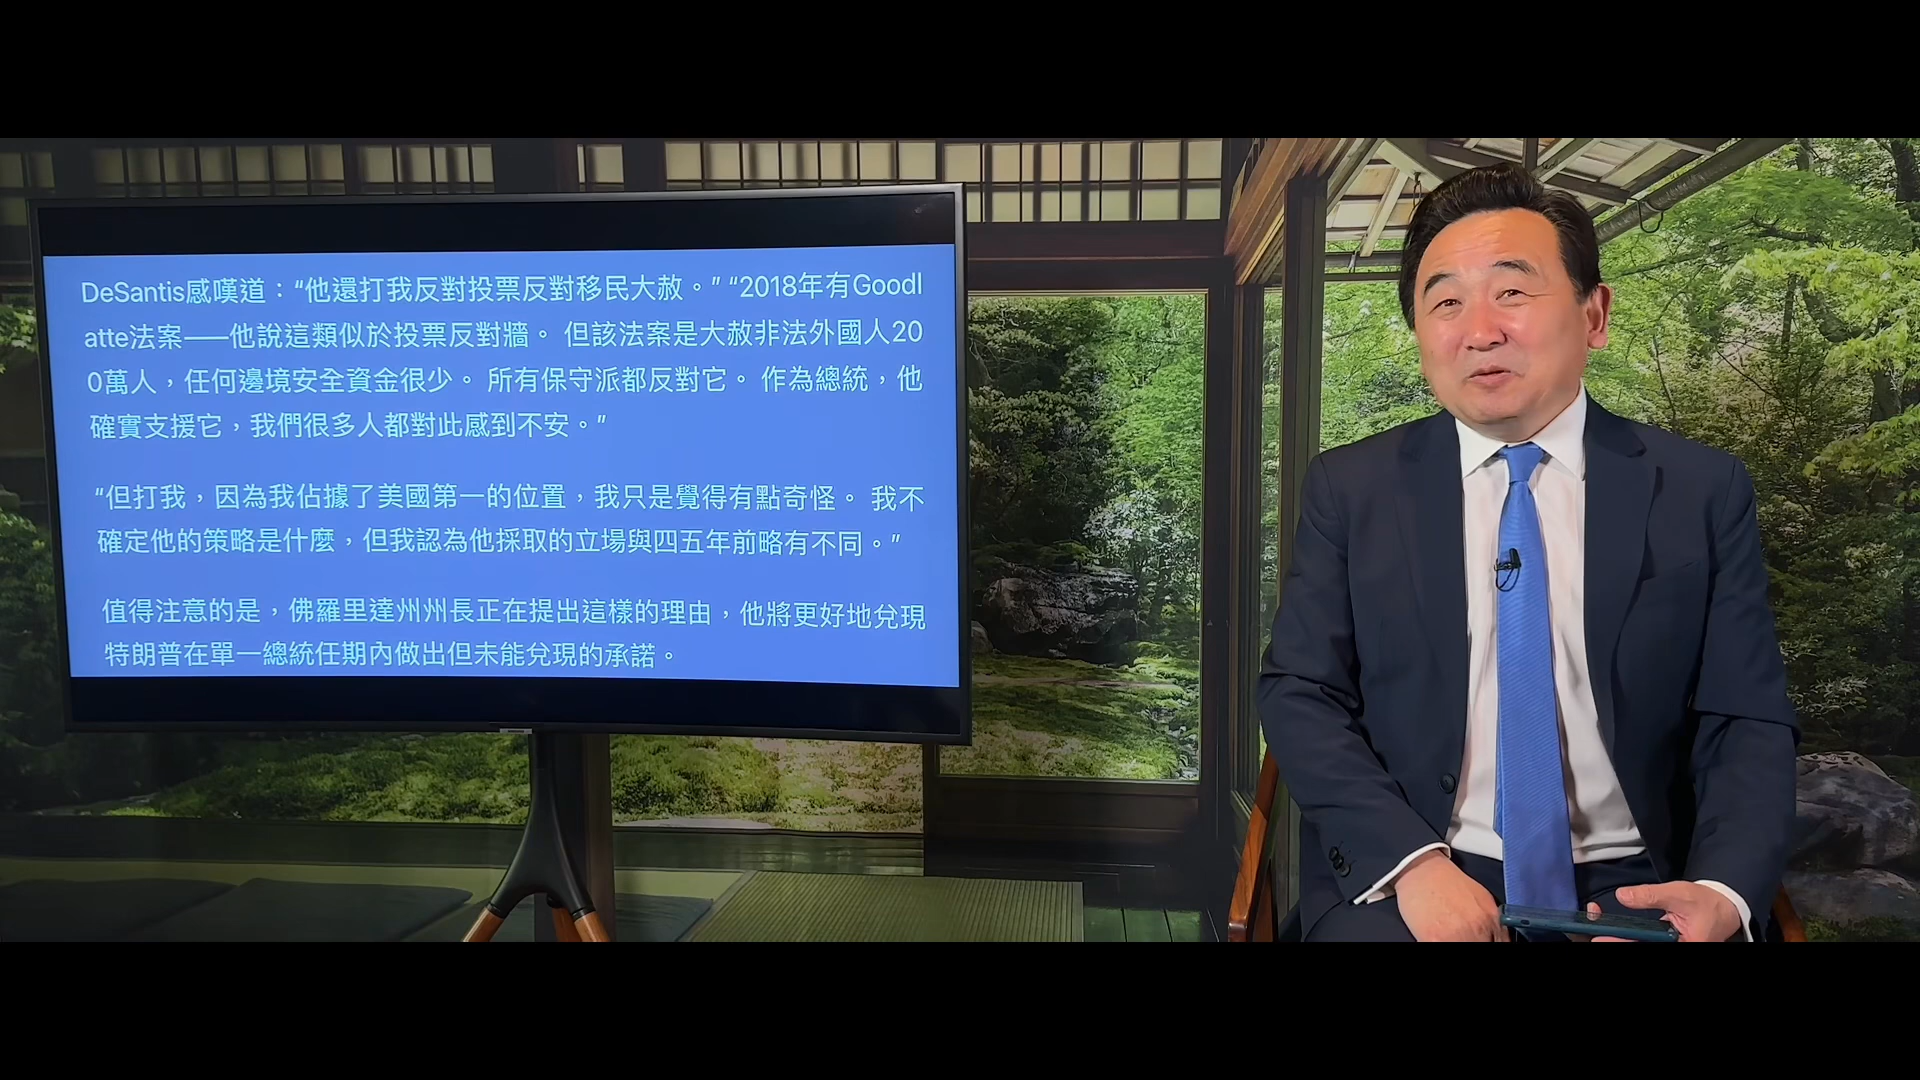 DeSantis感嘆道：“他還打我反對投票反對移民大赦。” “2018年有Goodl
atte法案——他說這類似於投票反對牆。 但該法案是大赦非法外國人20
0萬人，任何邊境安全資金很少。 所有保守派都反對它。 作為總統，他
確實支援它，我們很多人都對此感到不安。”
“但打我，因為我佔據了美國第一的位置，我只是覺得有點奇怪。 我不
確定他的策略是什麼，但我認為他採取的立場與四五年前略有不同。”
值得注意的是，佛羅里達州州長正在提出這樣的理由，他將更好地兌現
特朗普在單一總統任期內做出但未能兌現的承諾。